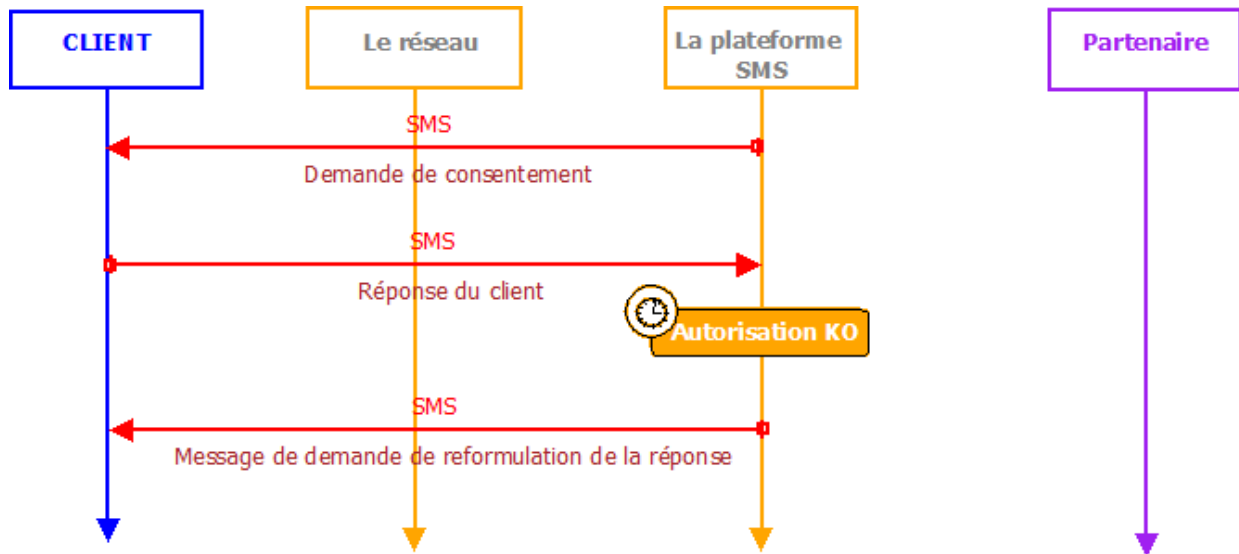 CLIENT
Le réseau
La plateforme
SMS
Partenaire
SMS
Demande de consentement
SMS
Réponse du client
Autorisation KO
SMS
Message de demande de reformulation de la réponse